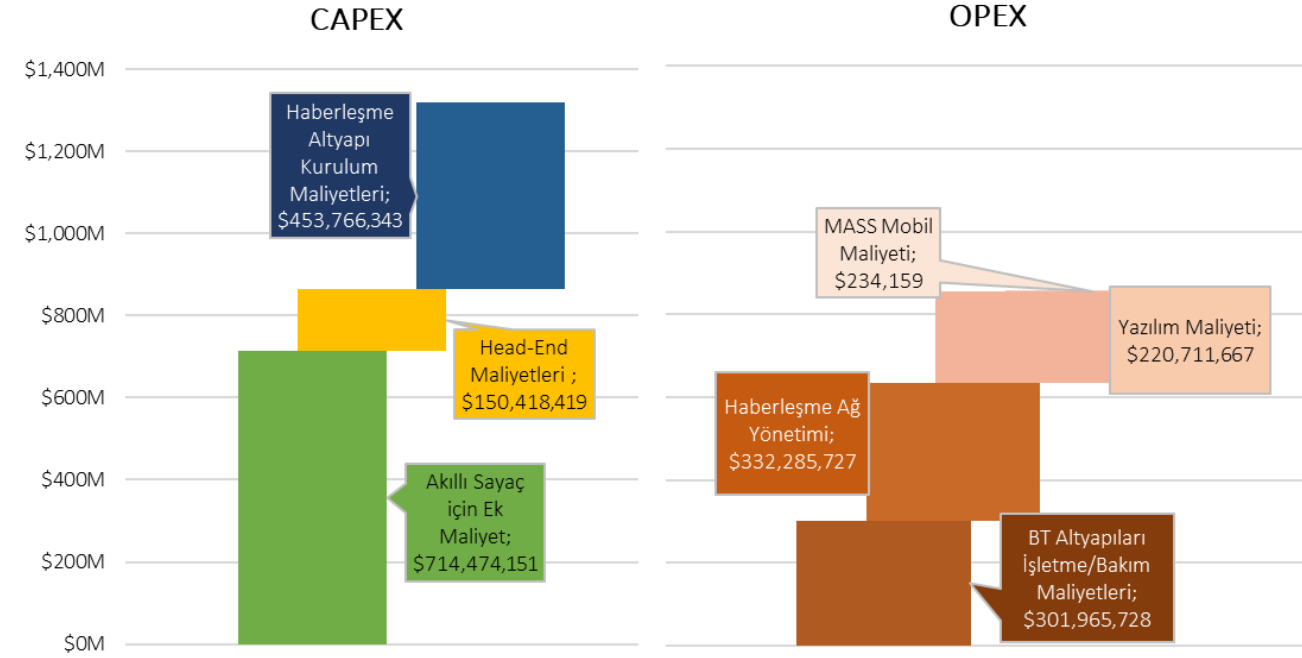 CAPEX
$1,400M
$1,200M
$1,000M
$800M
$600M
$400M
$200M
$0M
Haberleşme
Altyapı
Kurulum
Maliyetleri;
$453,766,343
Head-End
Maliyetleri ;
$150,418,419
Akıllı Sayaç
için Ek
Maliyet;
$714,474,151
OPEX
MASS Mobil
Maliyeti;
$234,159
Yazılım Maliyeti;
$220,711,667
Haberleşme Ağ
Yönetimi;
$332,285,727
BT Altyapıları
İşletme/Bakım
Maliyetleri;
$301,965,728